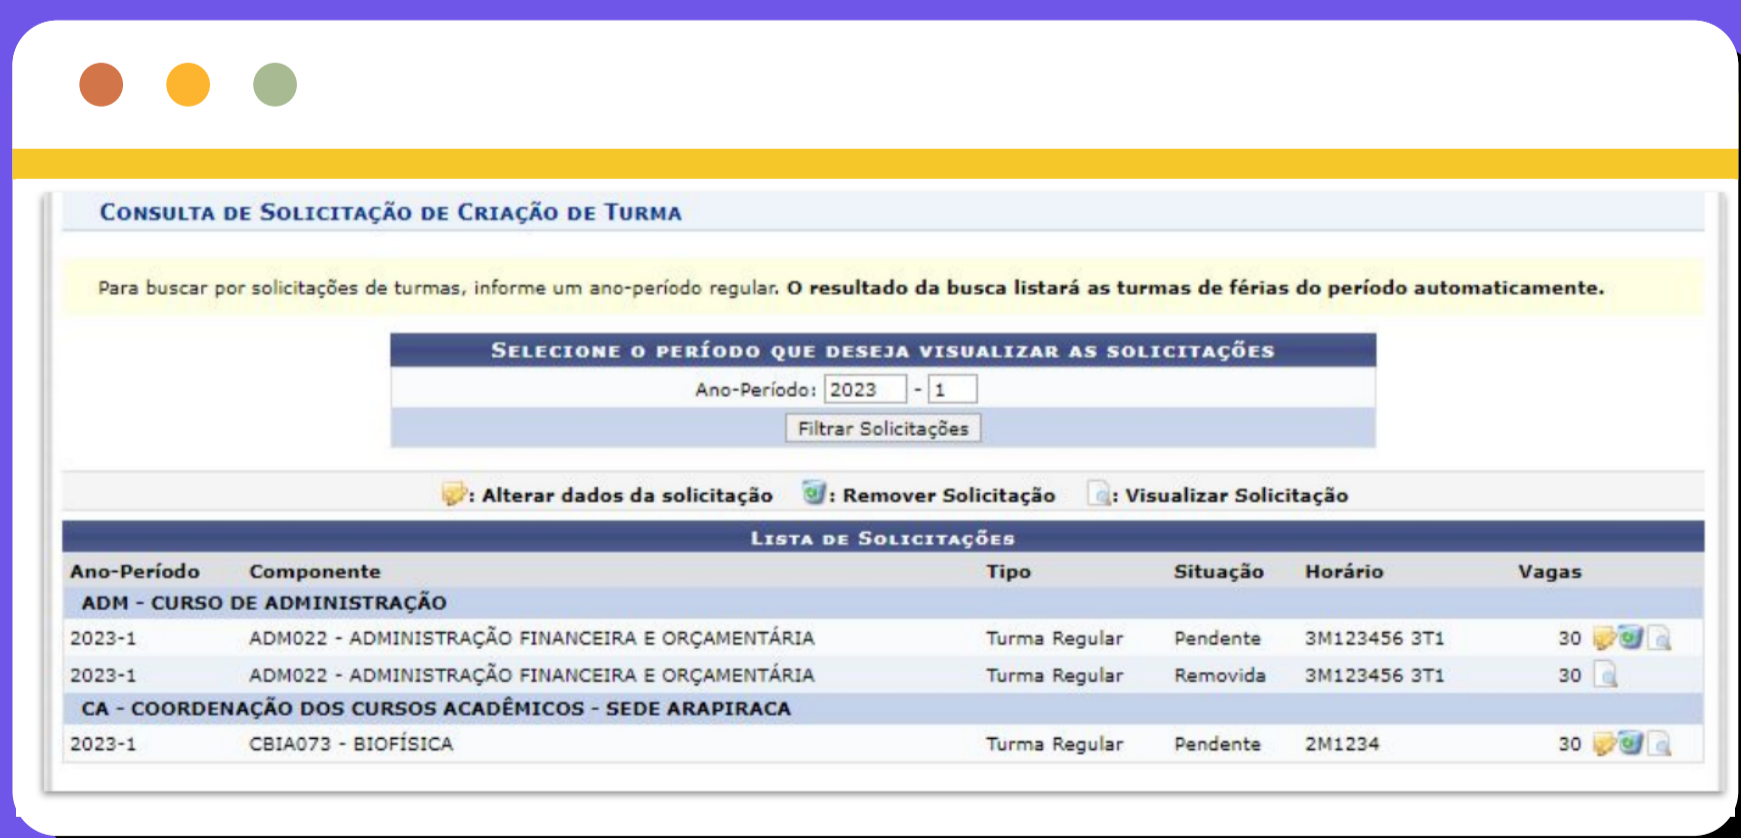 Consulta de Solicitação de Criação de Turma
Para buscar por solicitações de turmas, informe um ano-período regular. O resultado da busca listará as turmas de férias do período automaticamente.
Selecione o período que deseja visualizar as solicitações
Ano-Período: 2023 - 1
Filtrar Solicitações
: Alterar dados da solicitação : Remover Solicitação : Visualizar Solicitação
Lista de Solicitações
Ano-Período Componente Tipo Situação Horário Vagas
ADM - CURSO DE ADMINISTRAÇÃO
2023-1 ADM022 - ADMINISTRAÇÃO FINANCEIRA E ORÇAMENTÁRIA Turma Regular Pendente 3M123456 3T1 30
2023-1 ADM022 - ADMINISTRAÇÃO FINANCEIRA E ORÇAMENTÁRIA Turma Regular Removida 3M123456 3T1 30
CA - COORDENAÇÃO DOS CURSOS ACADÊMICOS - SEDE ARAPIRACA
2023-1 CBIA073 - BIOFÍSICA Turma Regular Pendente 2M1234 30